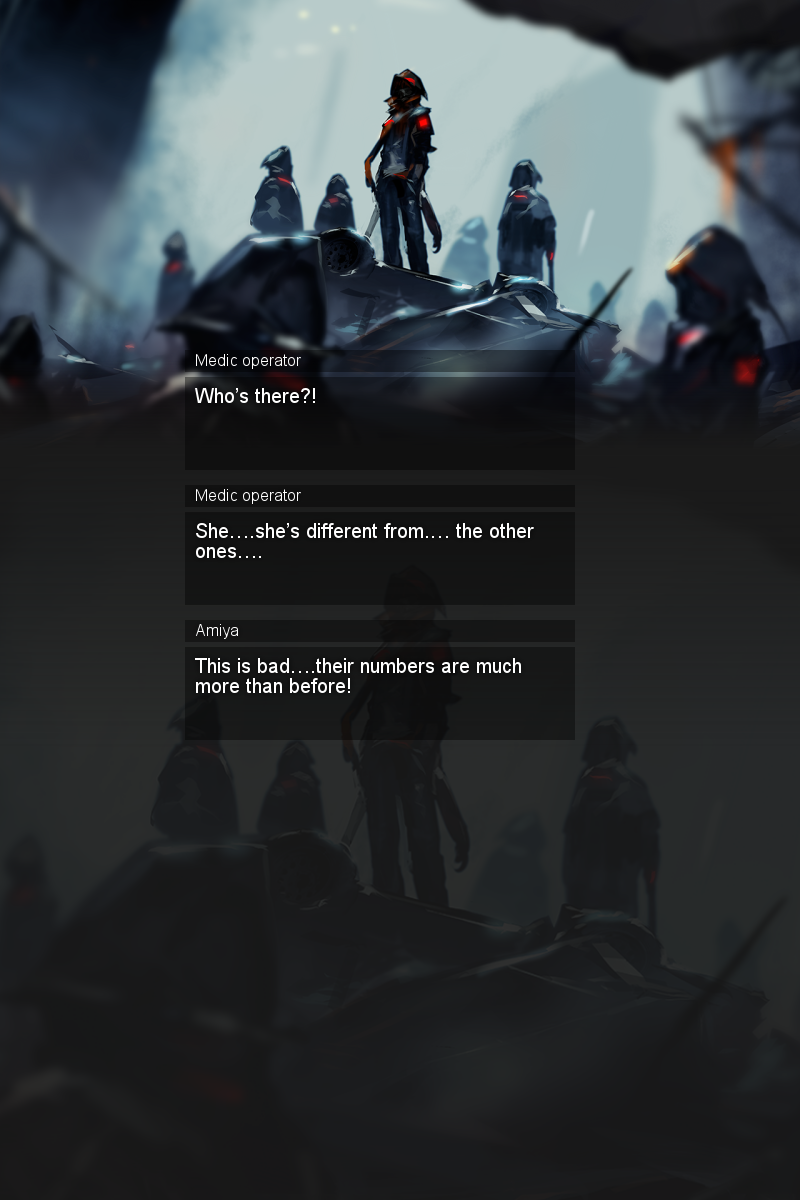 Medic operator
Who’s there?!
Medic operator
She….she’s different from…. the other
ones….
Amiya
This is bad….their numbers are much
more than before!